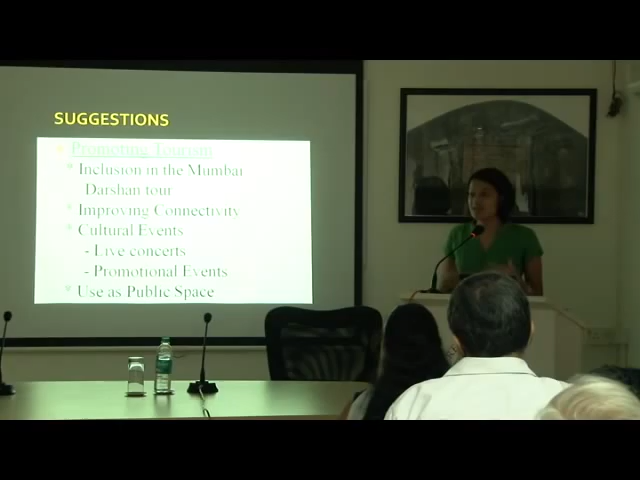 SUGGESTIONS
Promoting Tourism
* Inclusion in the Mumbai
Darshan tour
* Improving Connectivity
* Cultural Events
- Live concerts
- Promotional Events
* Use as Public Space